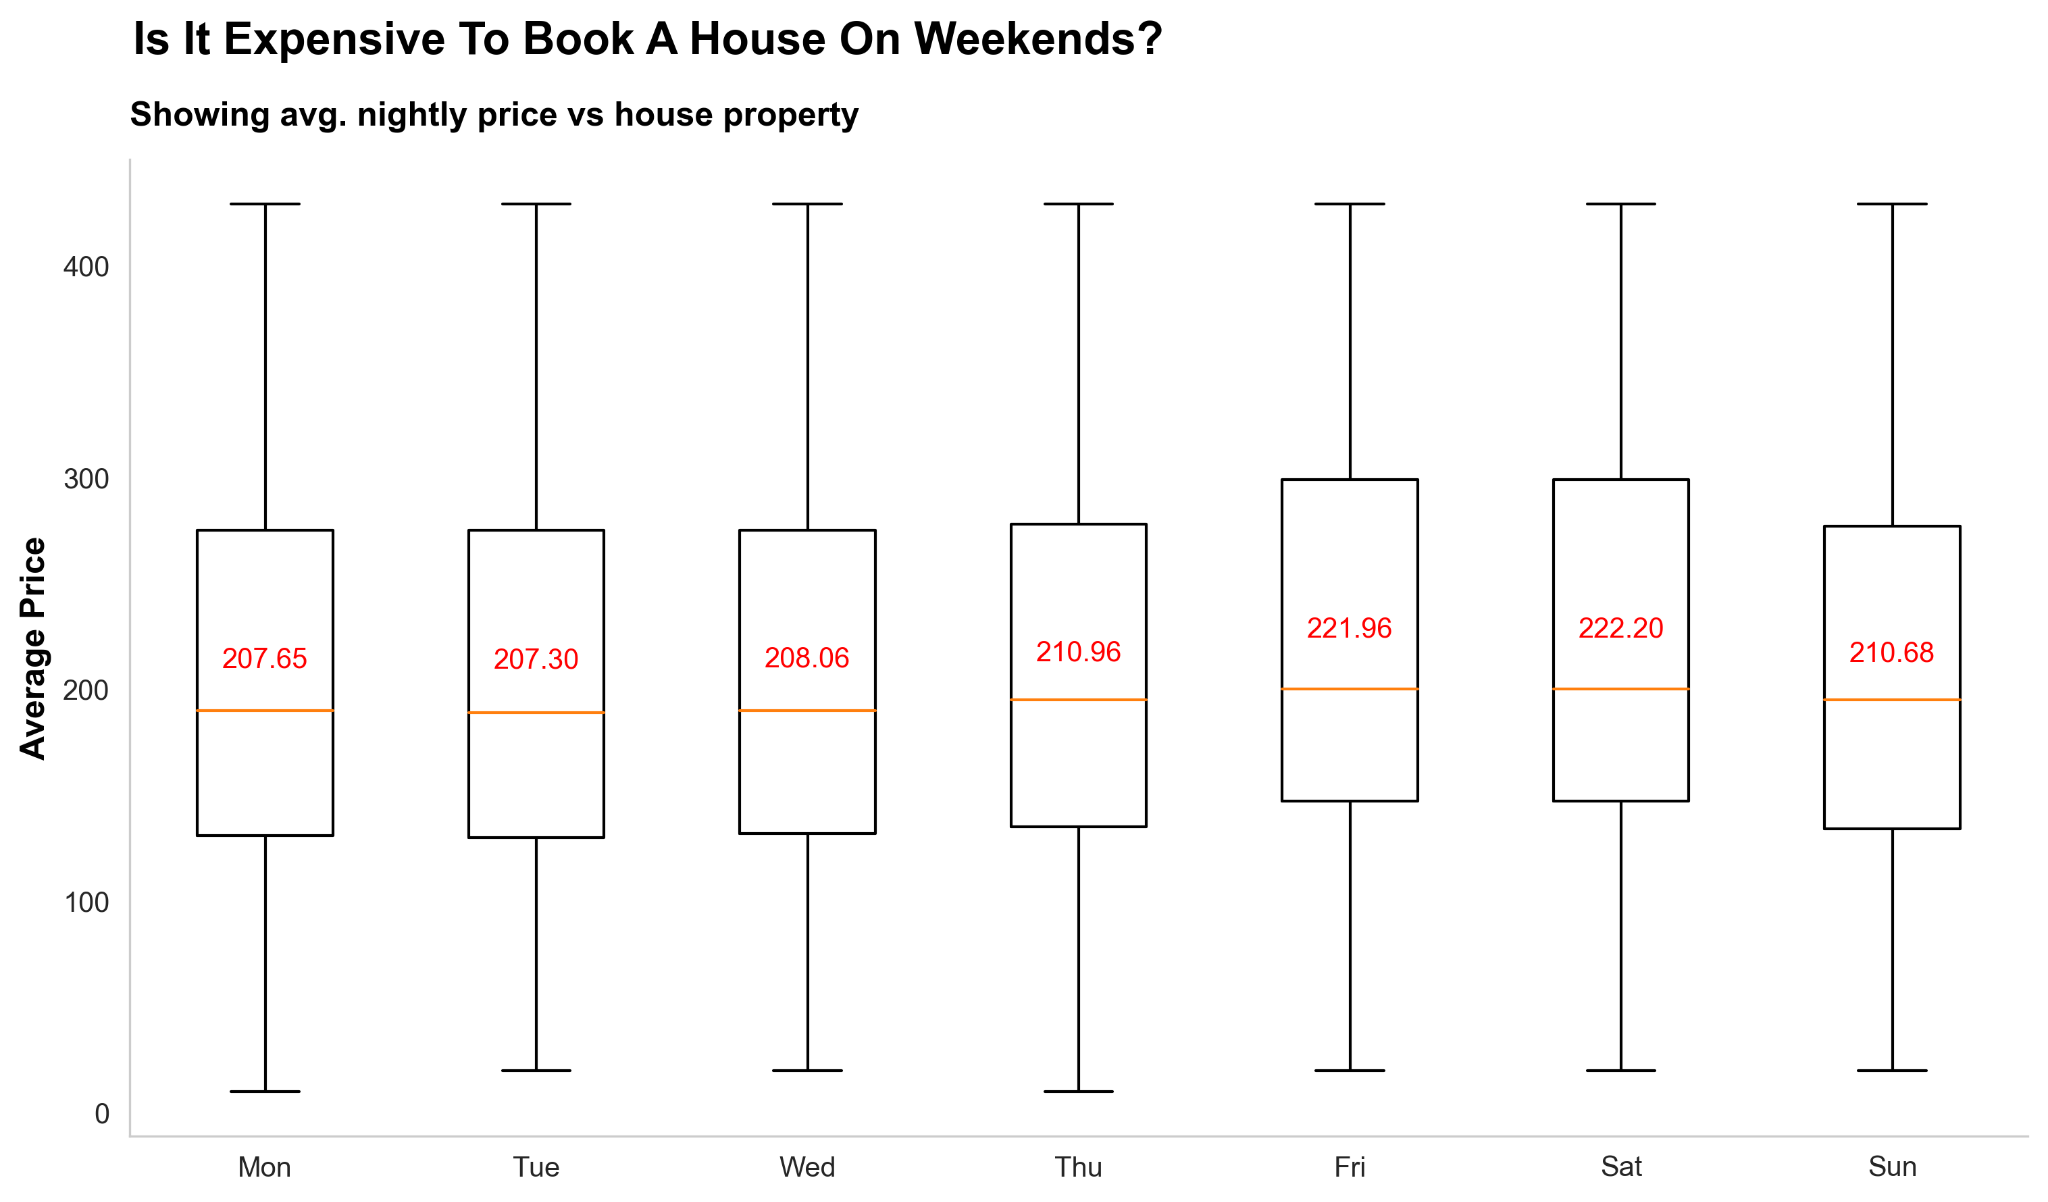 Is It Expensive To Book A House On Weekends?
Showing avg. nightly price vs house property
Average Price
400
300
200
100
0
207.65
207.30
208.06
210.96
221.96
222.20
210.68
Mon
Tue
Wed
Thu
Fri
Sat
Sun